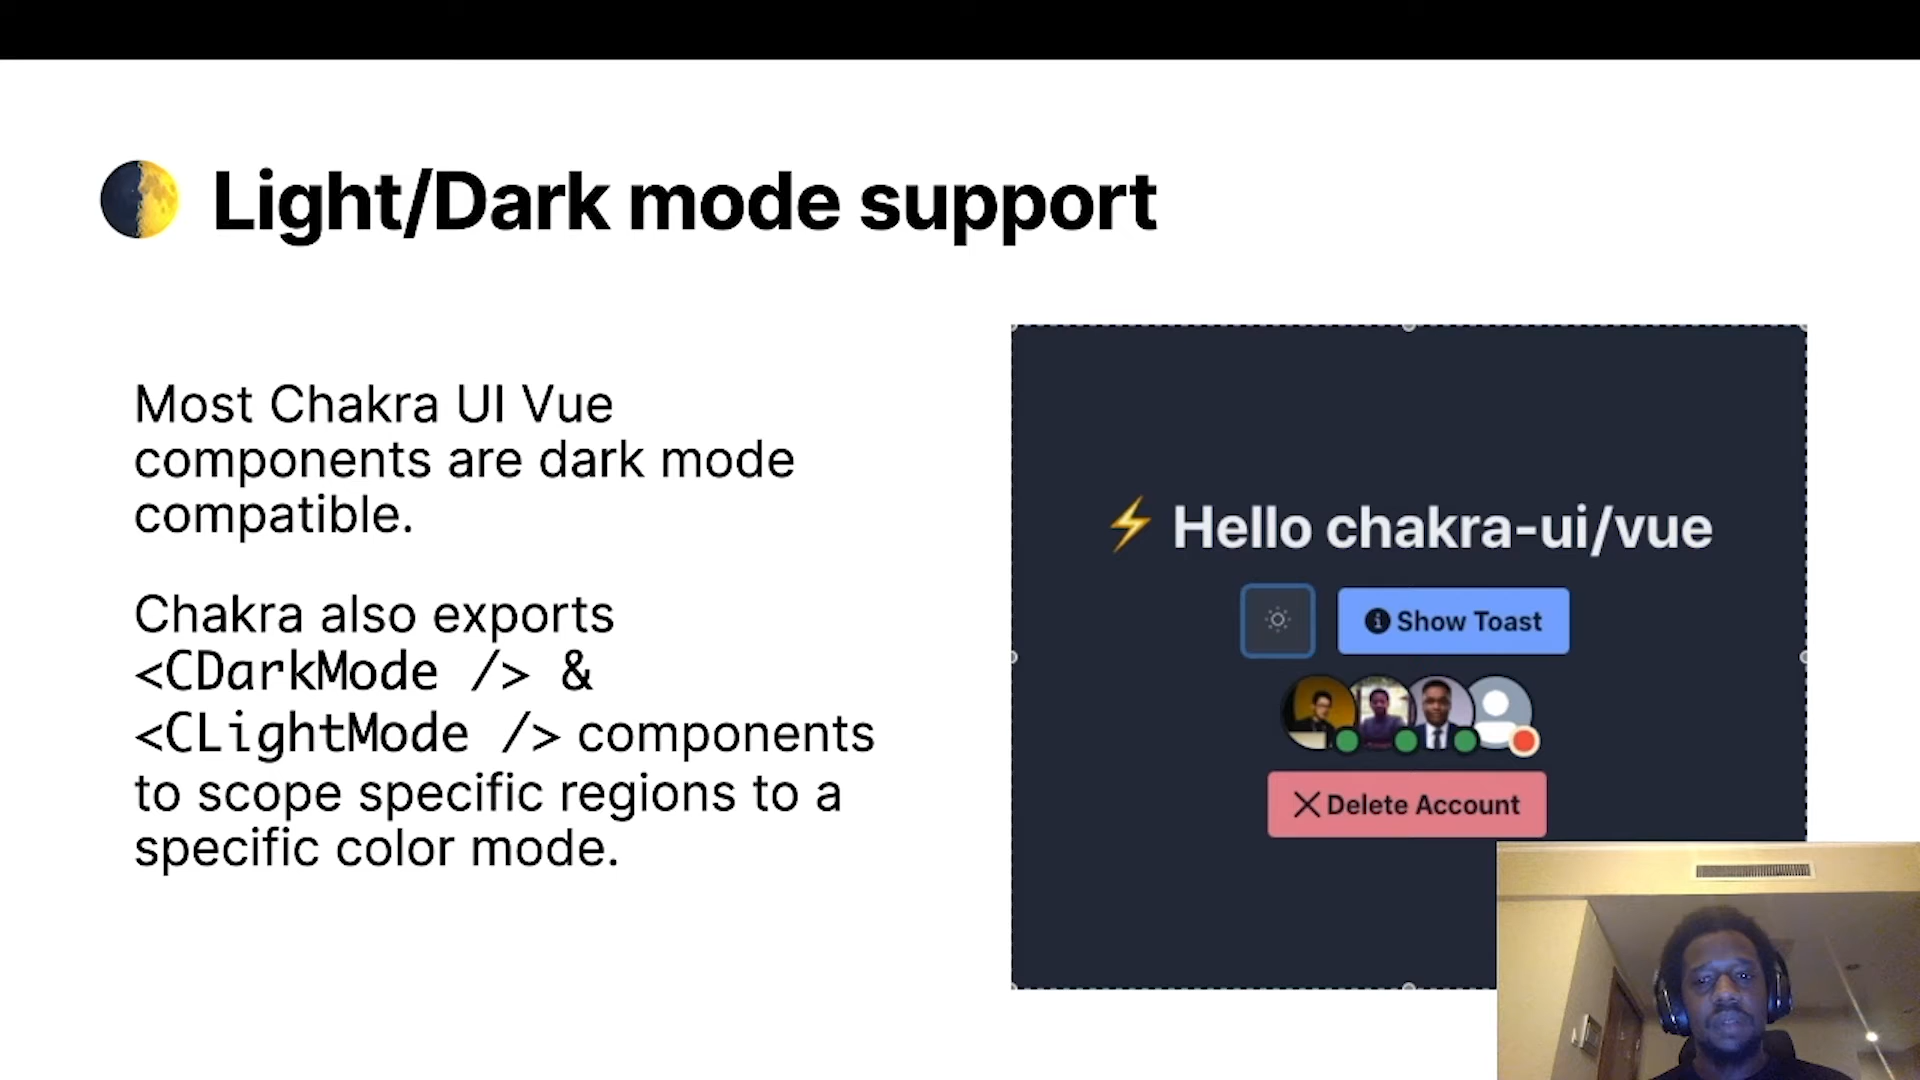 🌓 Light/Dark mode support
Most Chakra UI Vue
components are dark mode
compatible.
Chakra also exports
<CDarkMode /> &
<CLightMode /> components
to scope specific regions to a
specific color mode.
⚡ Hello chakra-ui/vue
Show Toast
Delete Account